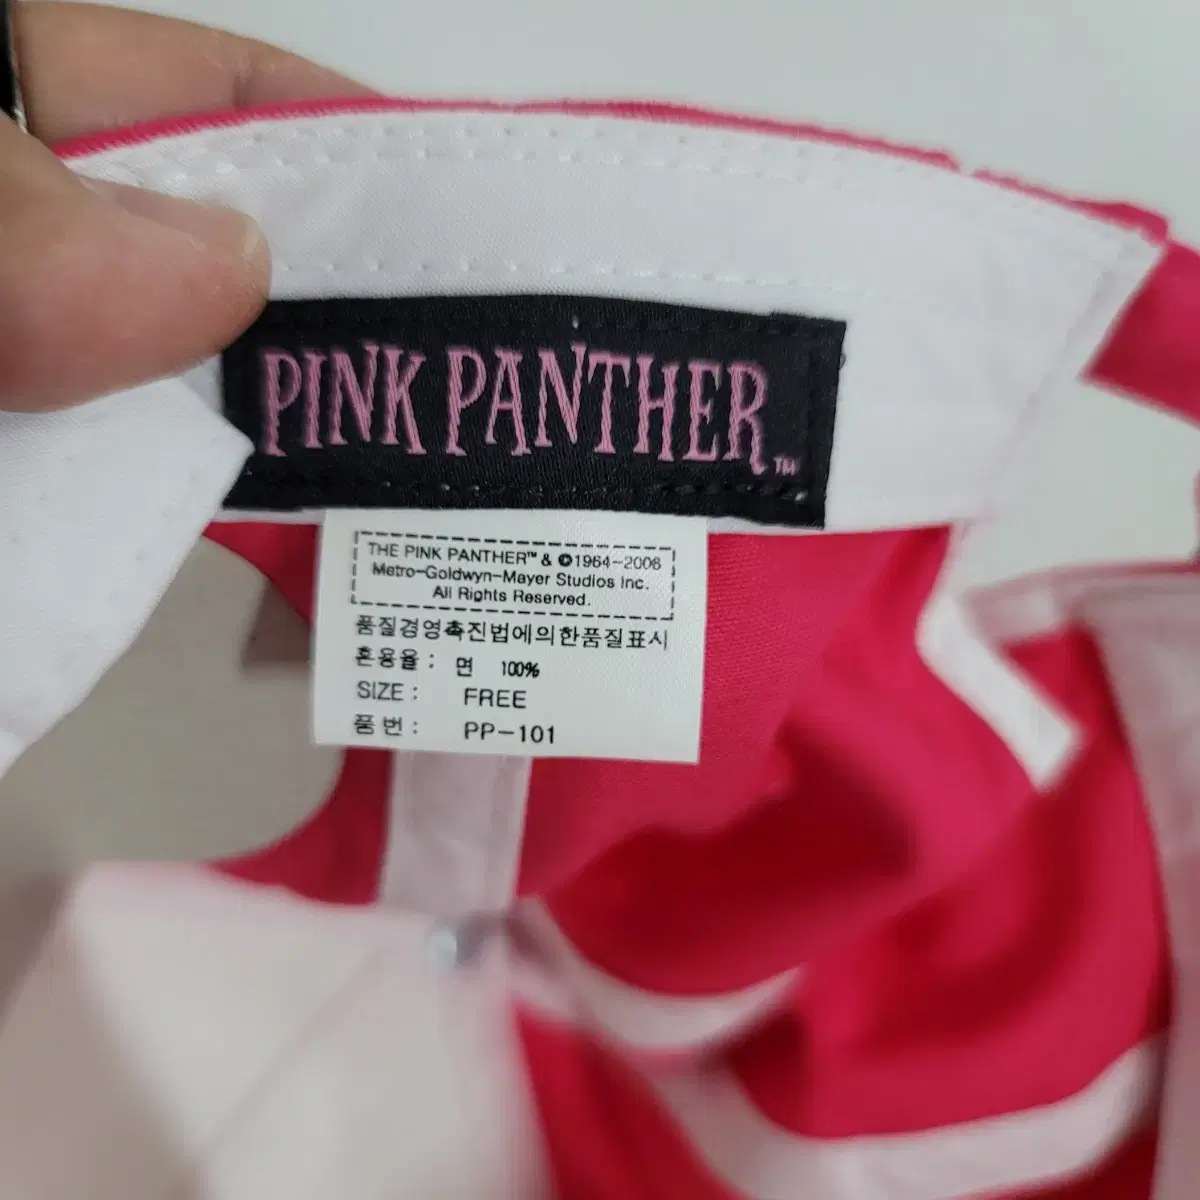 PINK PANTHER™
THE PINK PANTHER™ & ©1964-2006
Metro-Goldwyn-Mayer Studios Inc.
All Rights Reserved.
품질경영촉진법에의한품질표시
혼용율 : 면 100%
SIZE : FREE
품번 : PP-101